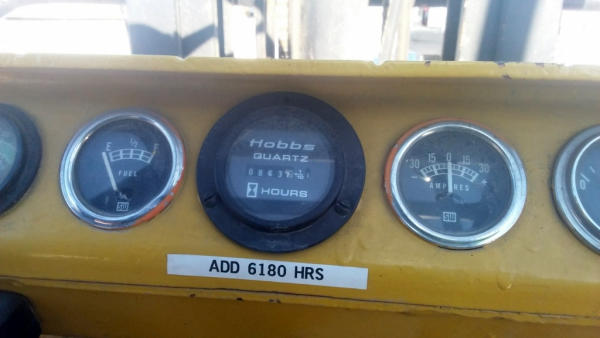 E 1/2 F
FUEL
SW
Hobbs
QUARTZ
HOURS
30 15 0 15 30
AMPERES
SW
ADD 6180 HRS